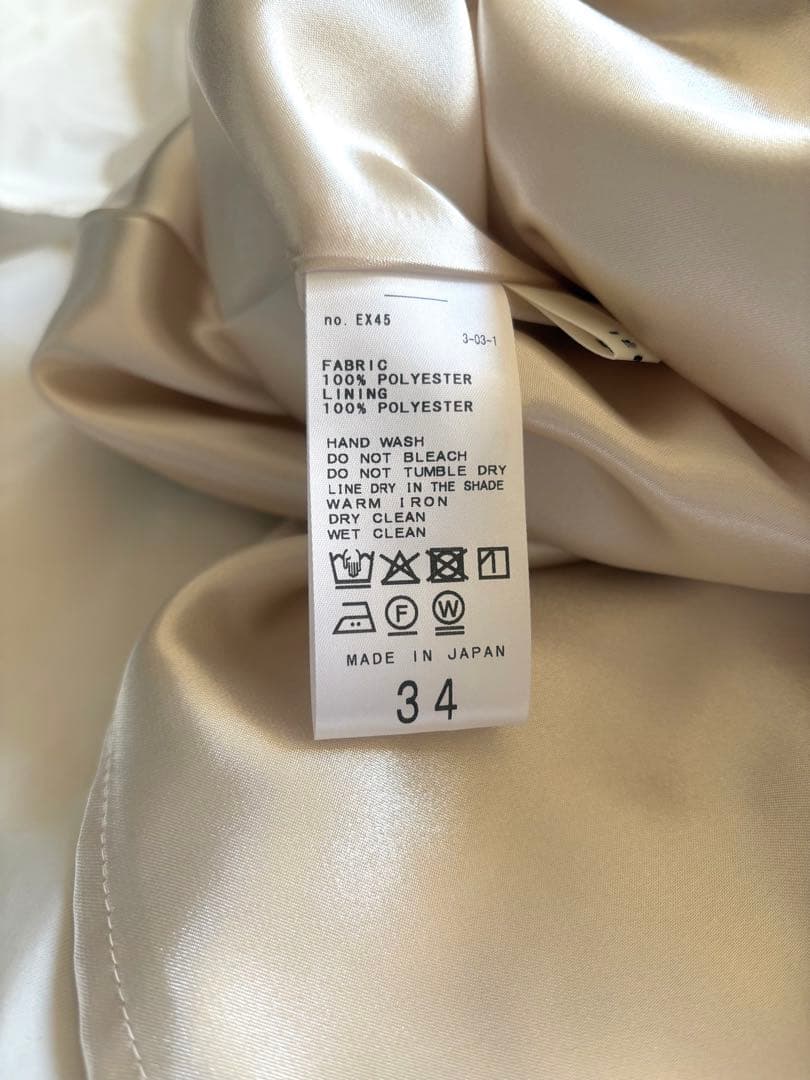 no. EX45
3-03-1
FABRIC
100% POLYESTER
LINING
100% POLYESTER
HAND WASH
DO NOT BLEACH
DO NOT TUMBLE DRY
LINE DRY IN THE SHADE
WARM IRON
DRY CLEAN
WET CLEAN
F W
MADE IN JAPAN
34